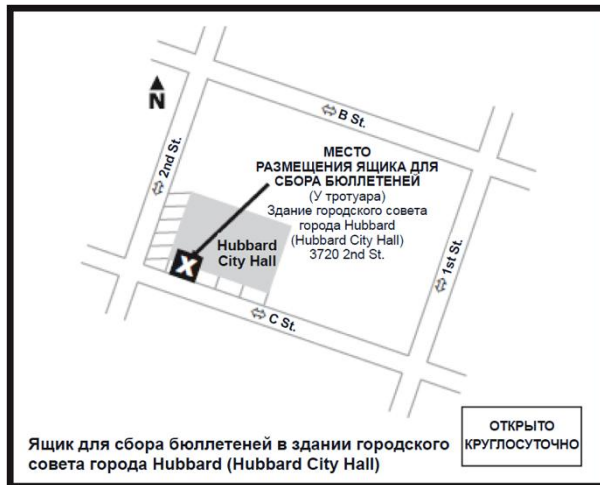 B St.
N
2nd St.
МЕСТО
РАЗМЕЩЕНИЯ ЯЩИКА ДЛЯ
СБОРА БЮЛЛЕТЕНЕЙ
(У тротуара)
Здание городского совета
города Hubbard
(Hubbard City Hall)
3720 2nd St.
Hubbard
City Hall
X
1st St.
C St.
Ящик для сбора бюллетеней в здании городского
совета города Hubbard (Hubbard City Hall)
ОТКРЫТО
КРУГЛОСУТОЧНО